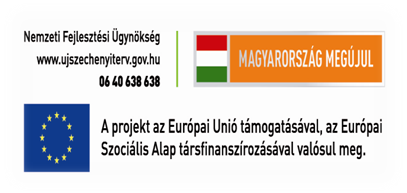 Nemzeti Fejlesztési Ügynökség
www.ujszechenyiterv.gov.hu
06 40 638 638
MAGYARORSZÁG MEGÚJUL
A projekt az Európai Unió támogatásával, az Európai
Szociális Alap társfinanszírozásával valósul meg.